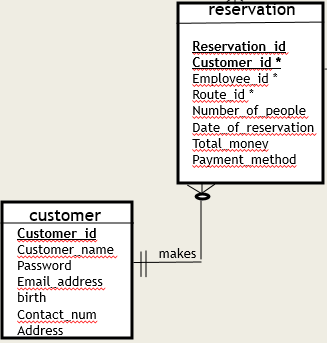 reservation
Reservation_id
Customer_id *
Employee_id *
Route_id *
Number_of_people
Date_of_reservation
Total_money
Payment_method
customer
Customer_id
Customer_name
Password
Email_address
birth
Contact_num
Address
makes